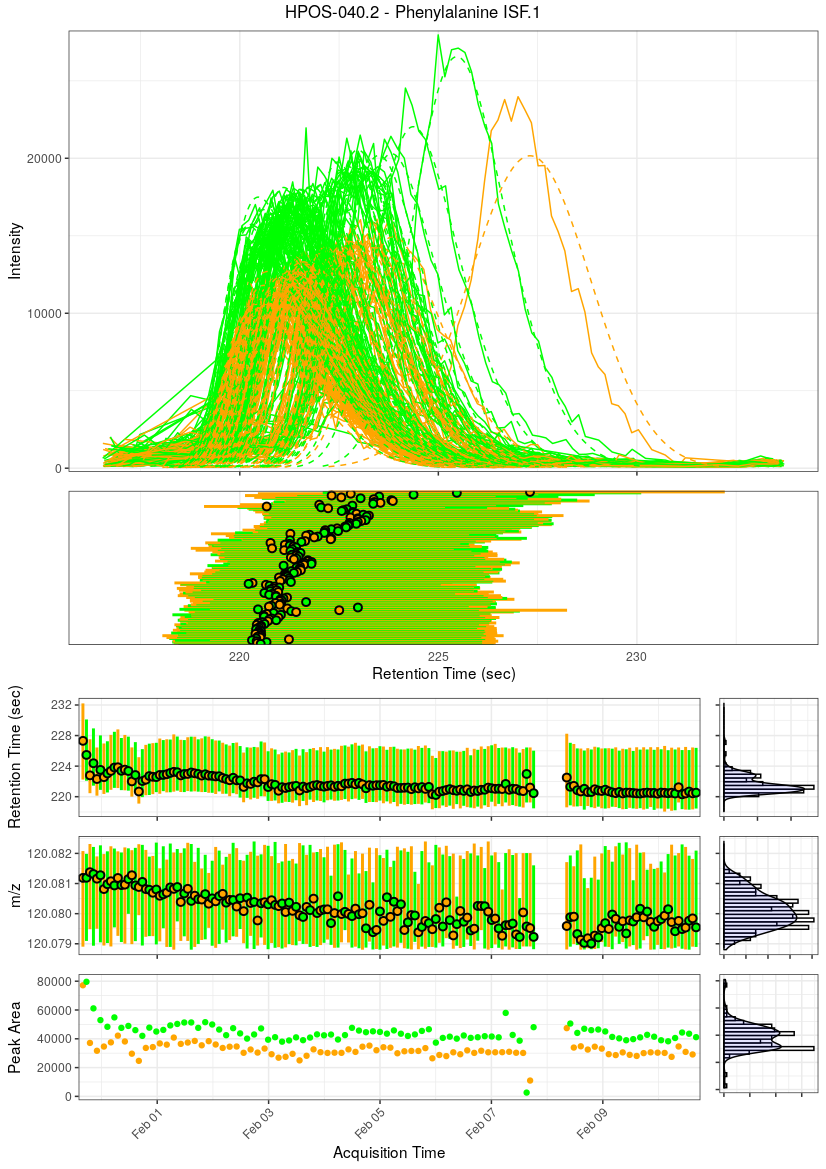 HPOS-040.2 - Phenylalanine ISF.1
Intensity
20000
10000
0
220
225
230
Retention Time (sec)
Retention Time (sec)
232
228
224
220
m/z
120.082
120.081
120.080
120.079
Peak Area
80000
60000
40000
20000
0
Feb 01
Feb 03
Feb 05
Feb 07
Feb 09
Acquisition Time